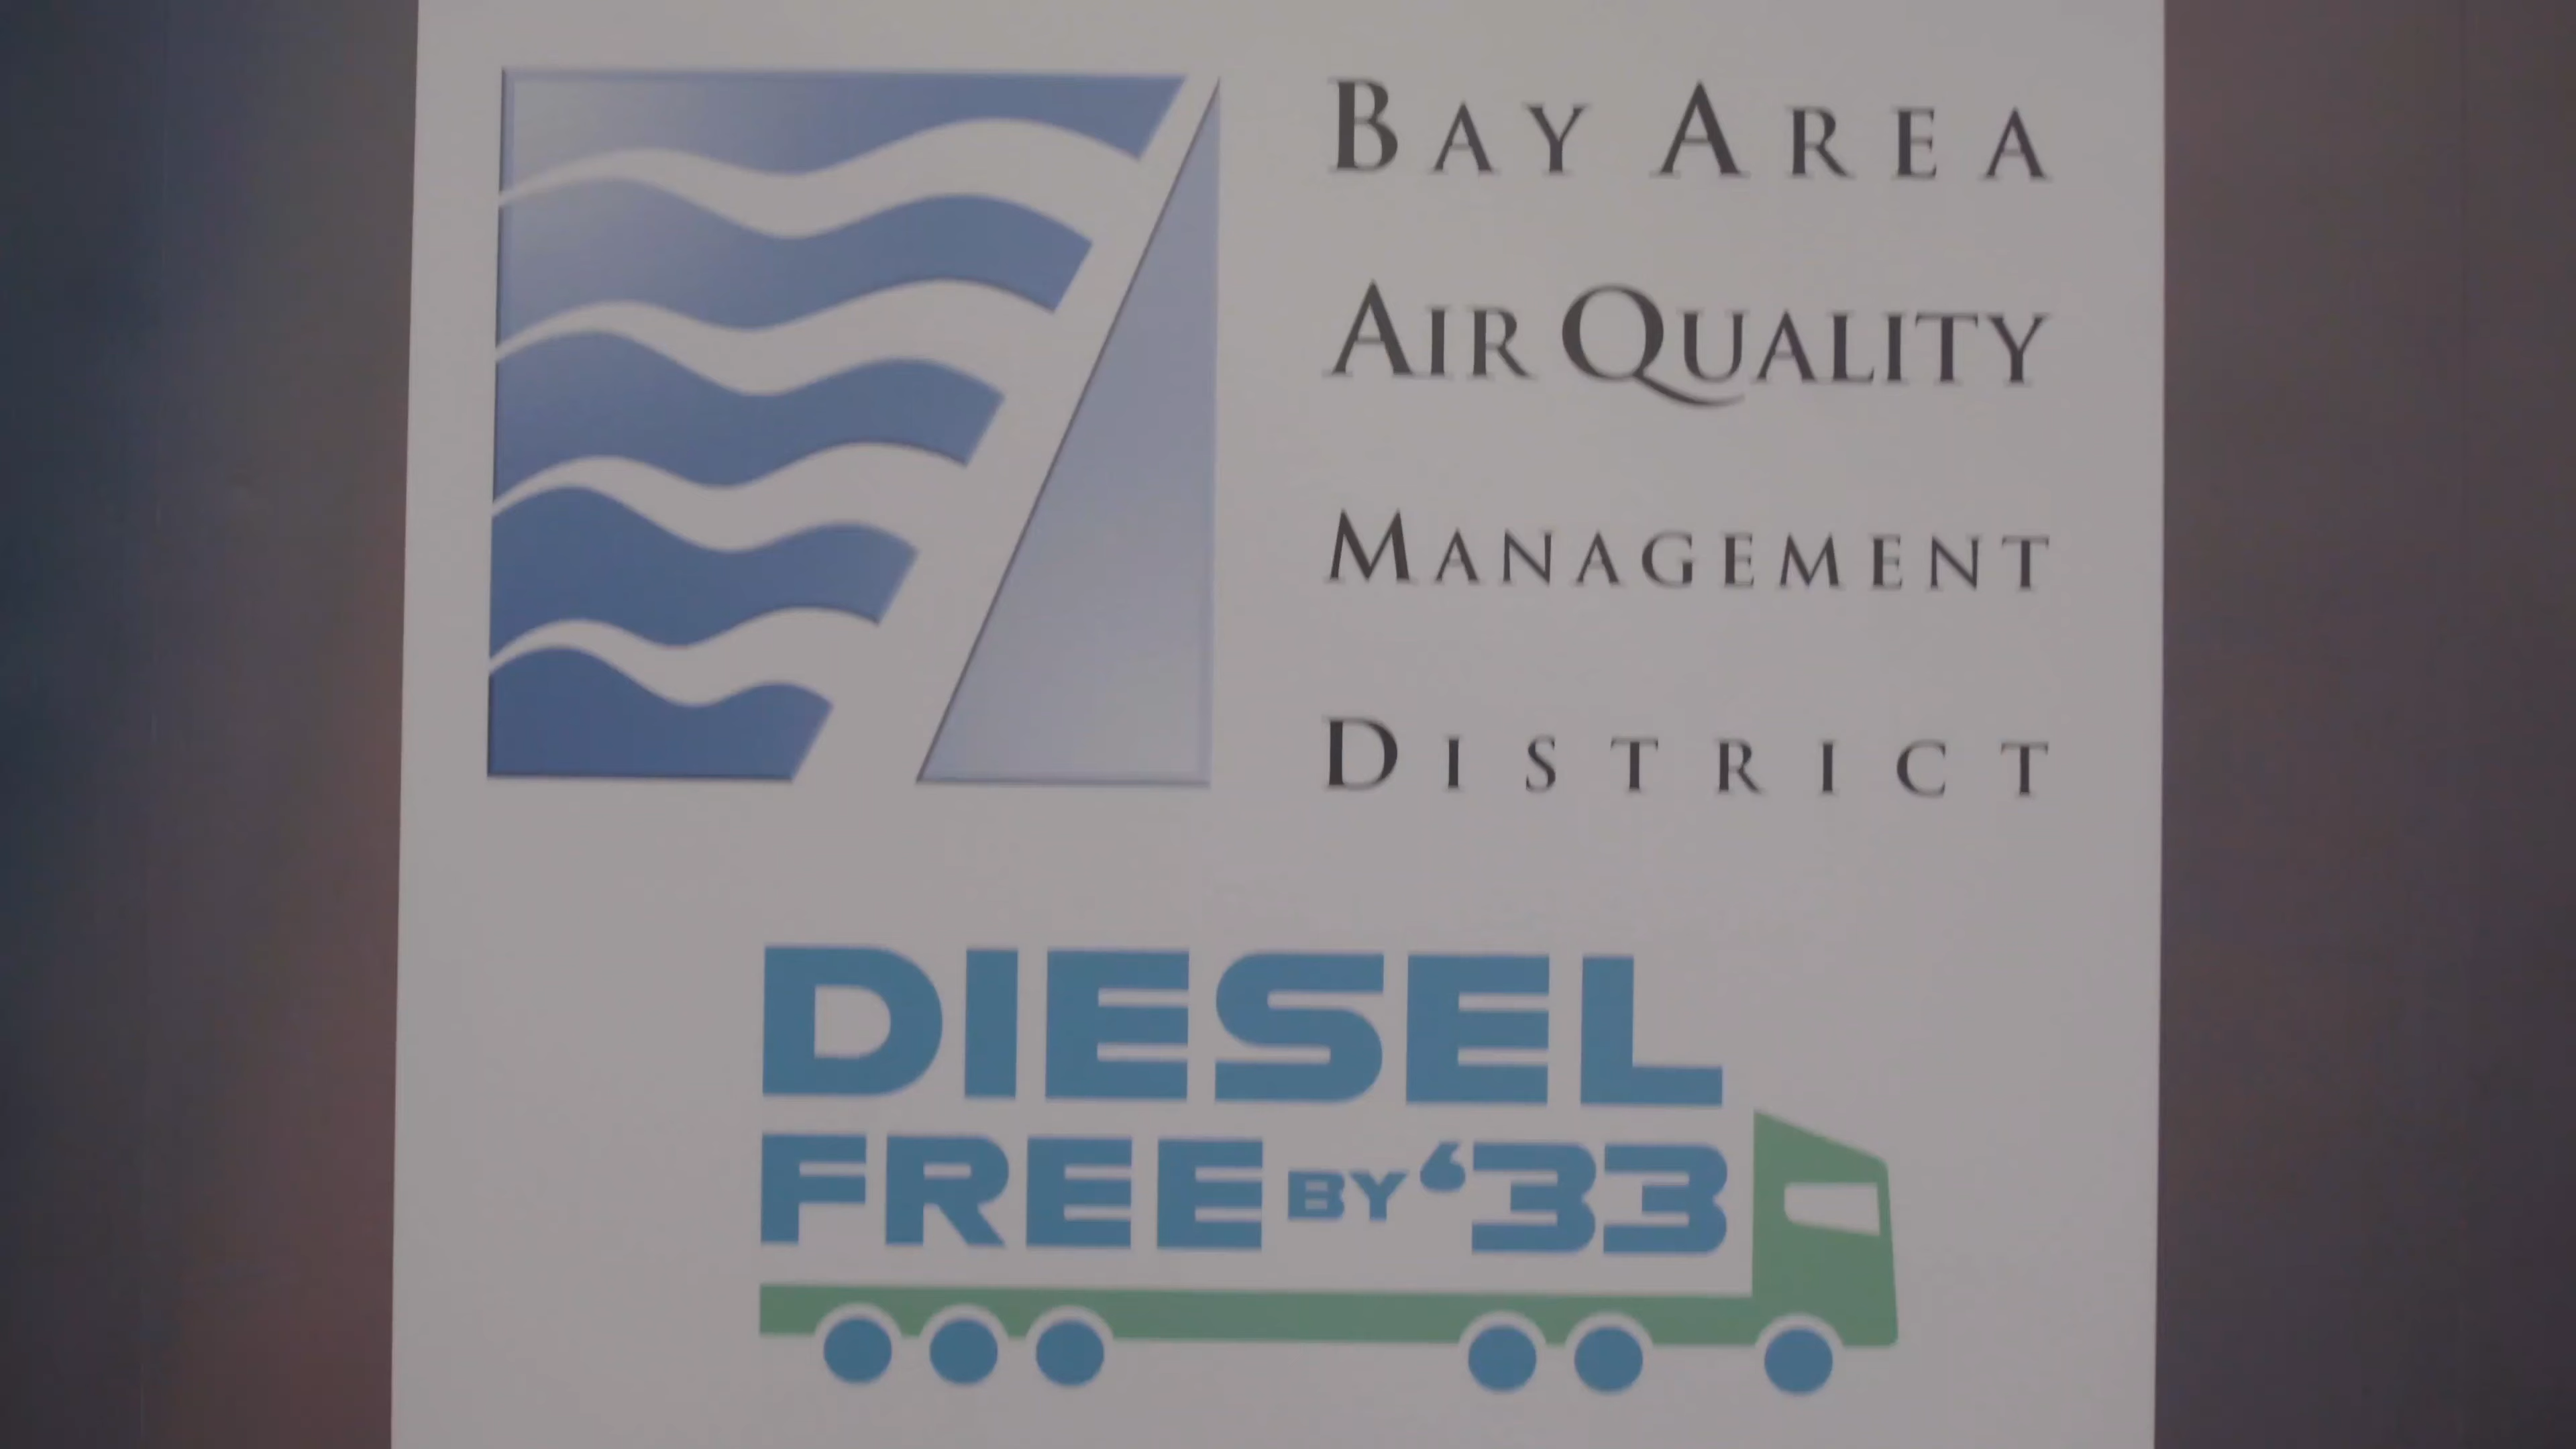 BAY AREA
AIR QUALITY
MANAGEMENT
DISTRICT
DIESEL
FREE BY ‘33